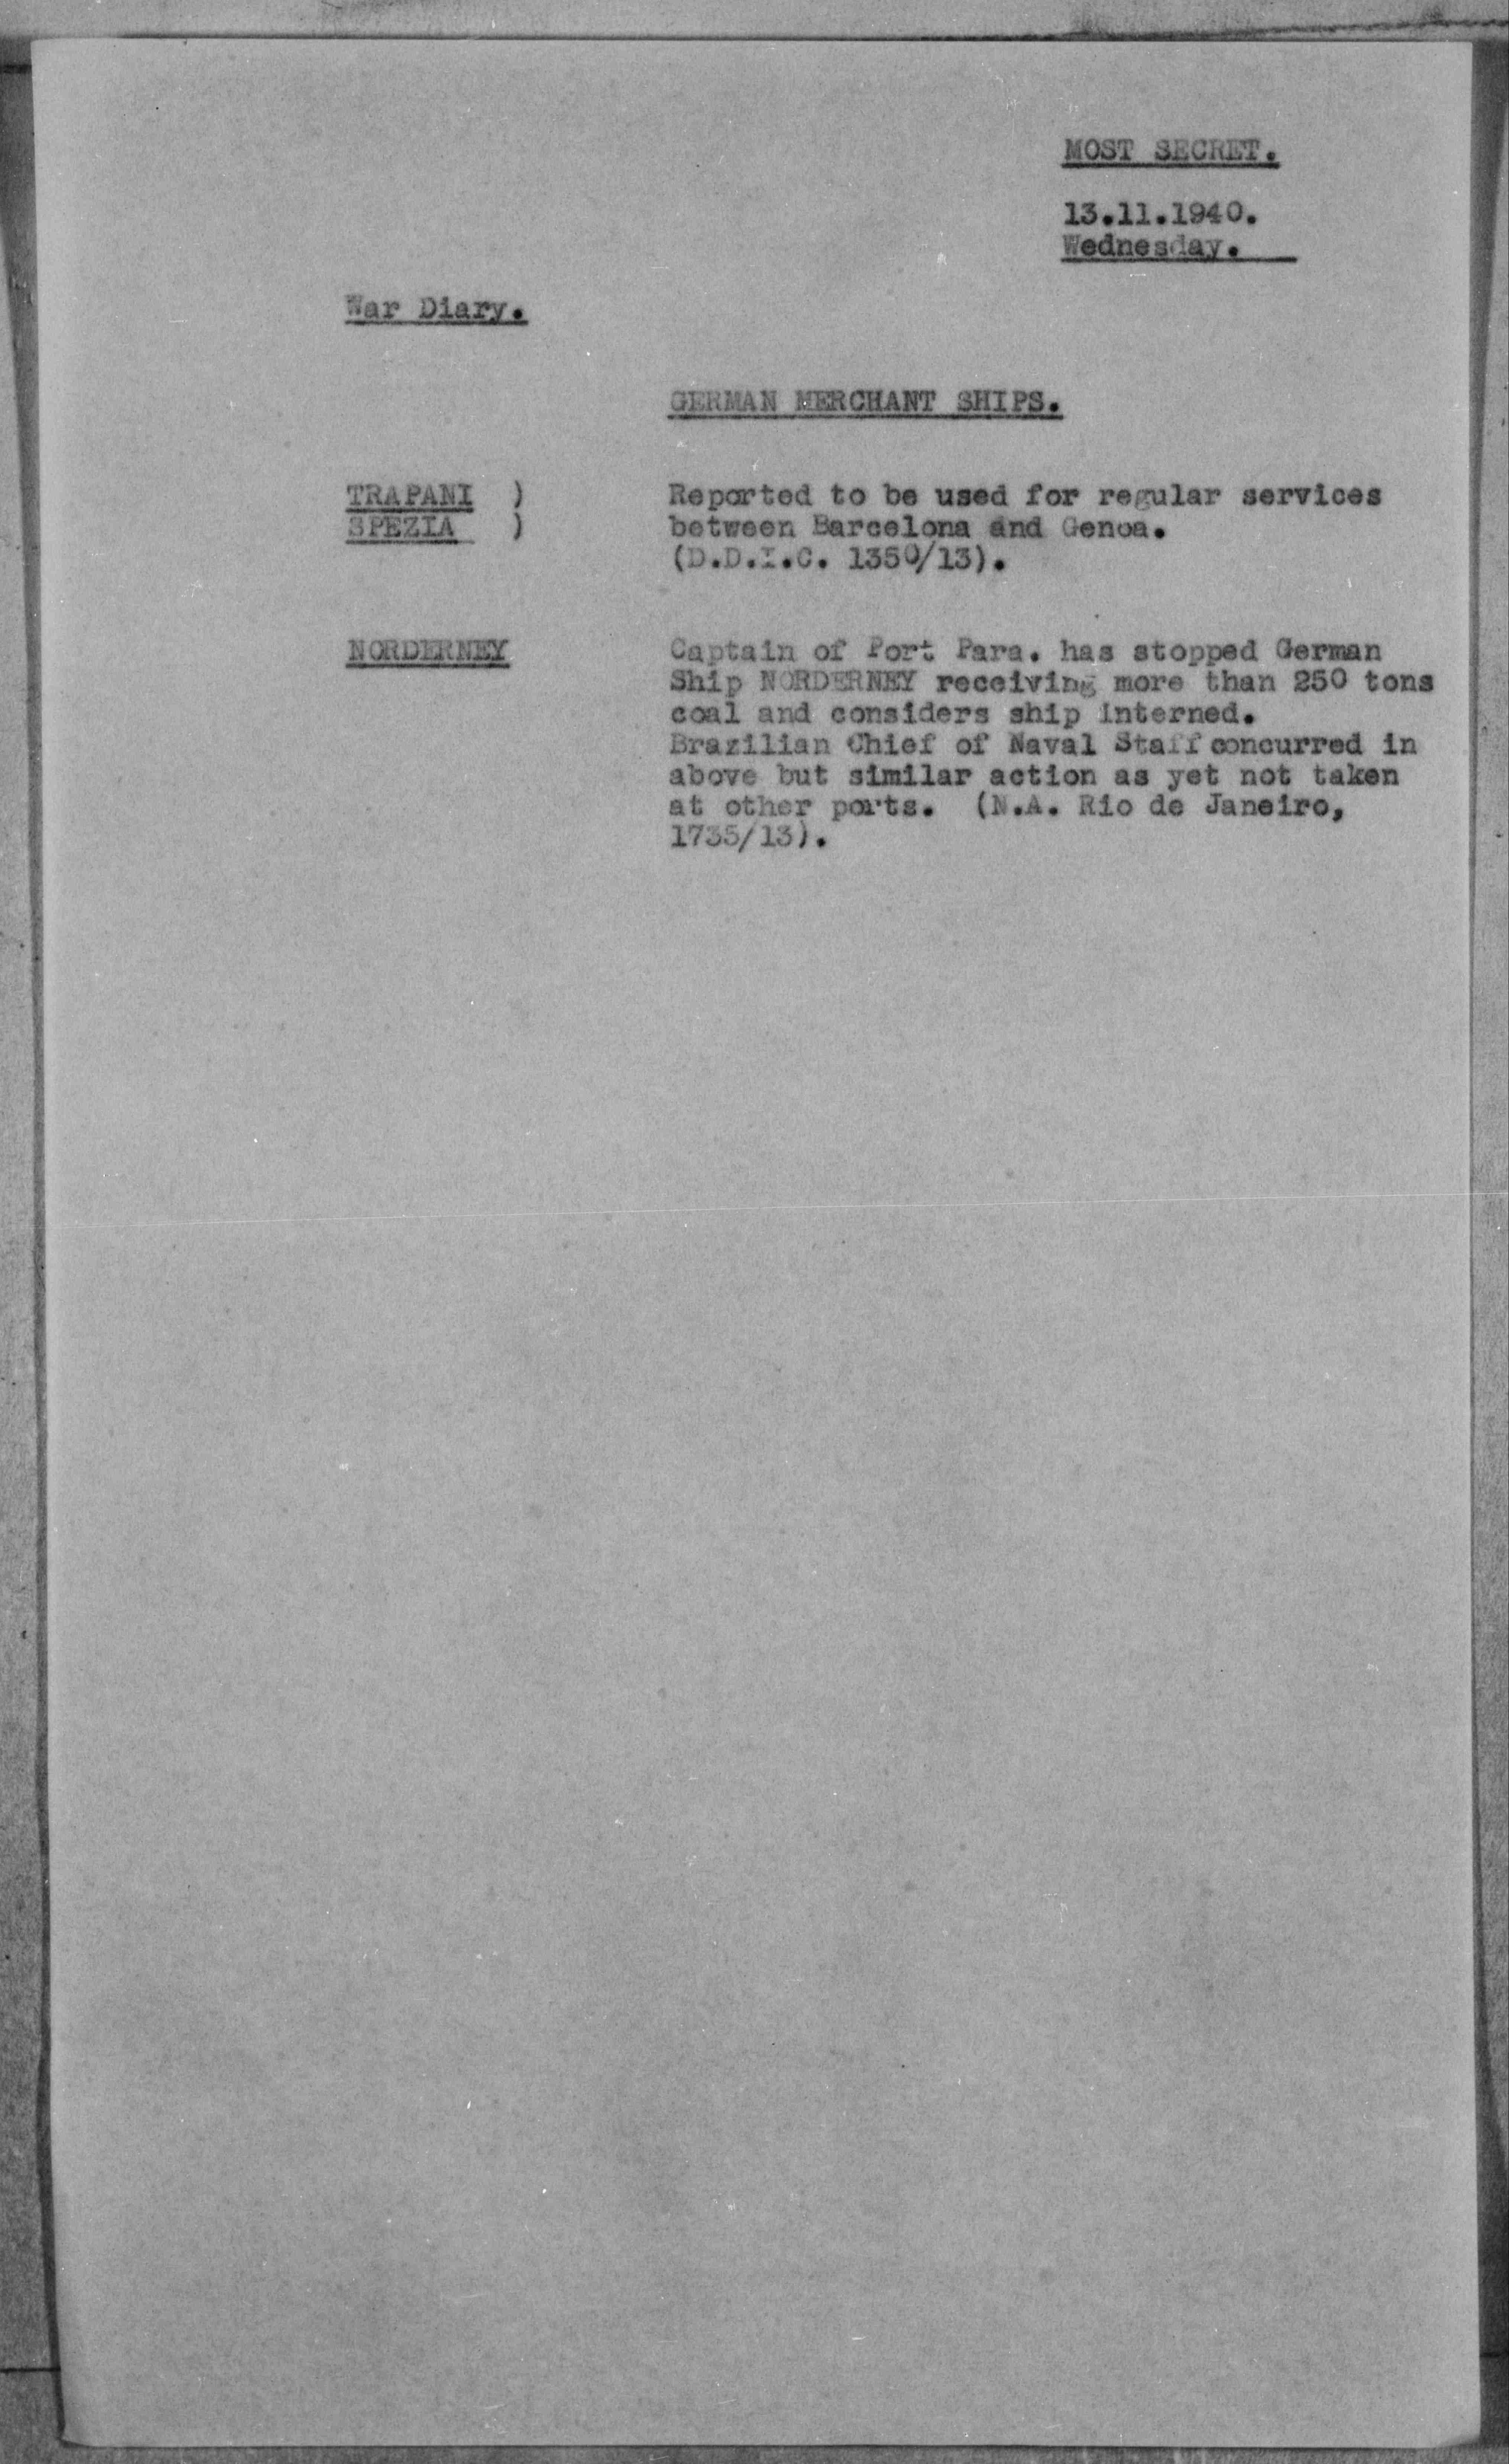 MOST SECRET.
13.11.1940.
Wednesday.
War Diary.
GERMAN MERCHANT SHIPS.
TRAPANI ) Reported to be used for regular services
SPEZIA ) between Barcelona and Genoa.
(D.D.I.C. 1350/13).
NORDERNEY Captain of Port Para. has stopped German
Ship NORDERNEY receiving more than 250 tons
coal and considers ship interned.
Brazilian Chief of Naval Staff concurred in
above but similar action as yet not taken
at other ports. (N.A. Rio de Janeiro,
1735/13).